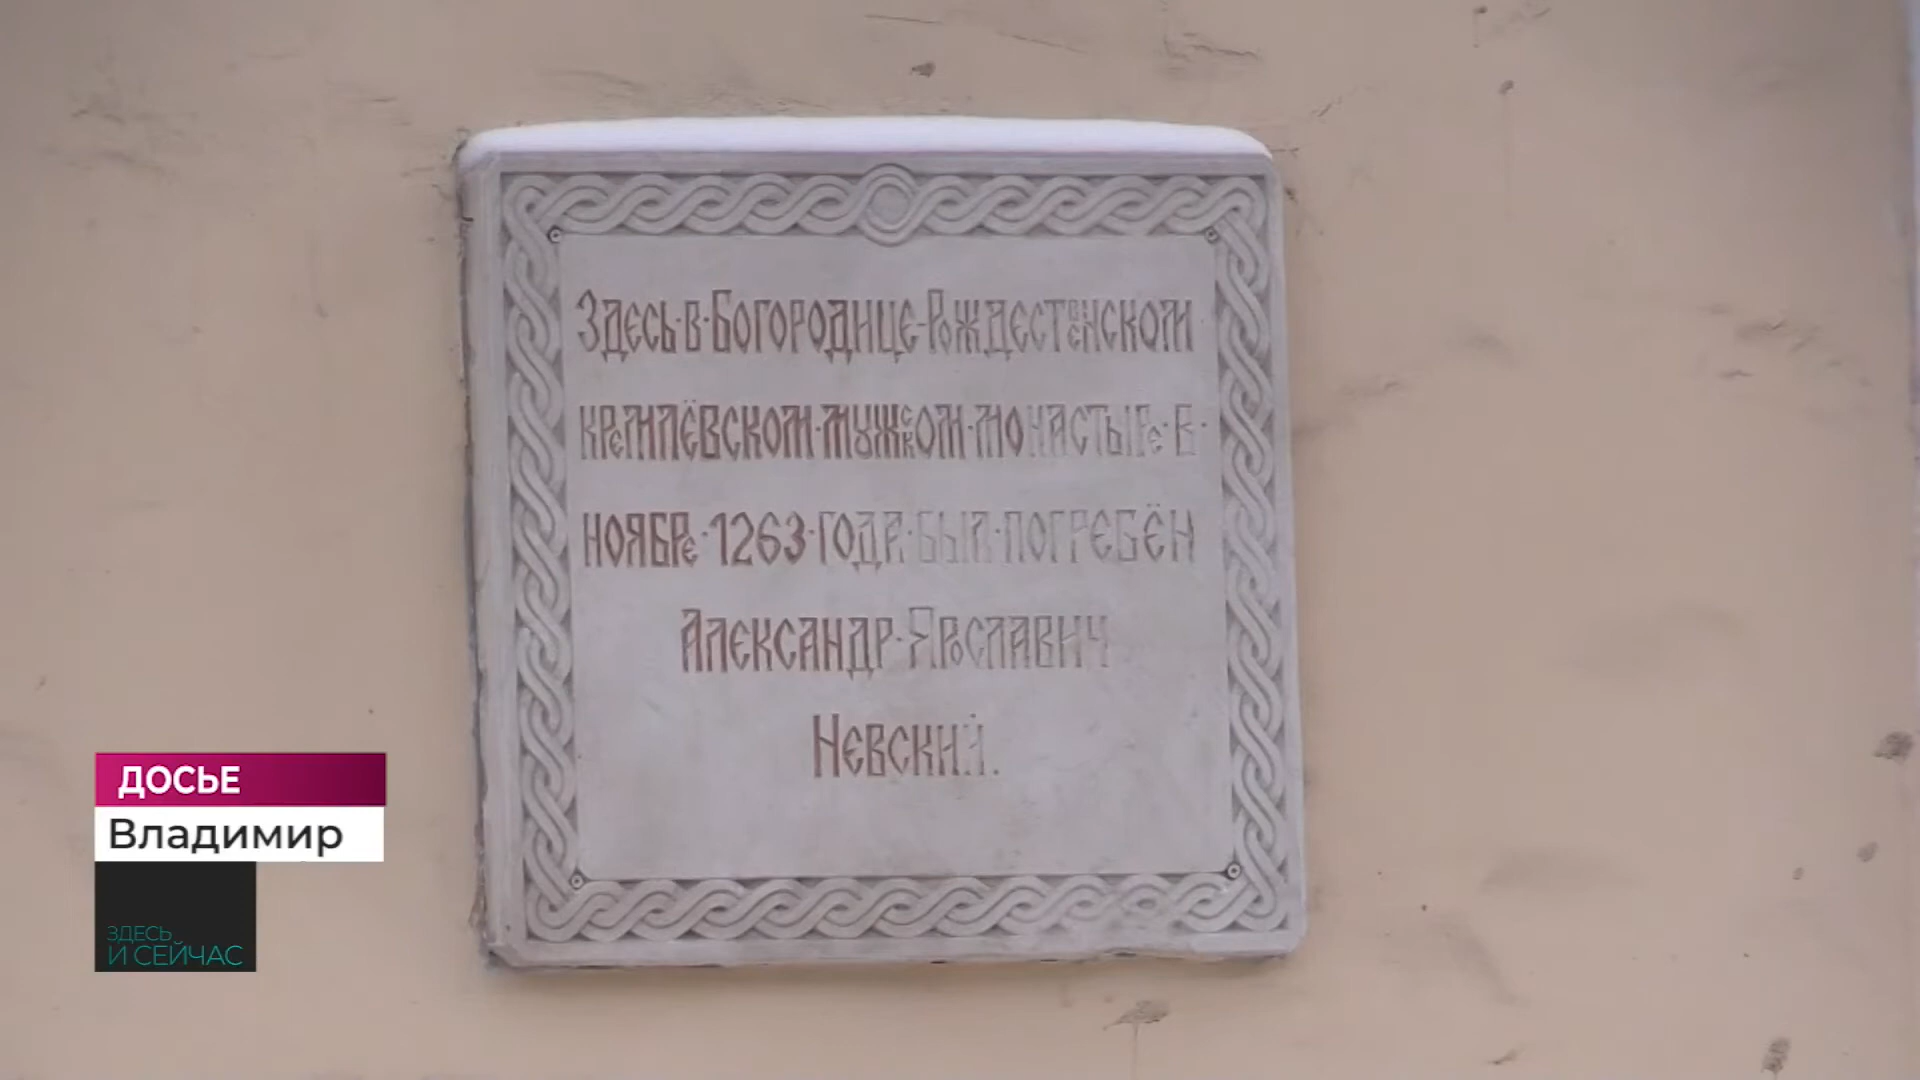 Здесь·в·Богородице-Рождественском
кремлёвском·мужском·монастыре·в·
ноябре·1263·года·был·погребён
Александр·Ярославич
Невский.
ДОСЬЕ
Владимир
ЗДЕСЬ
И СЕЙЧАС